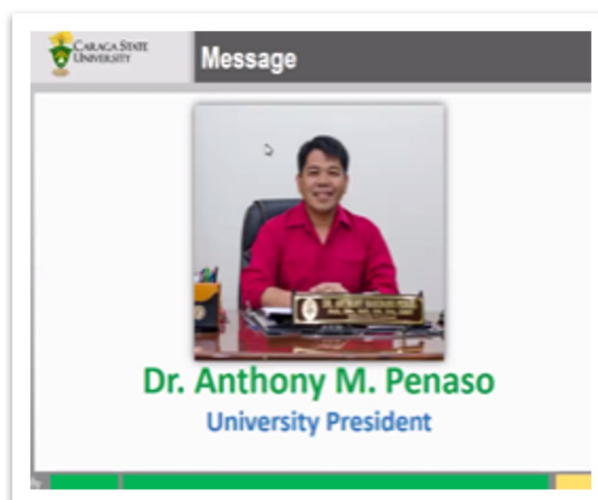 CARAGA STATE
UNIVERSITY
Message
Dr. Anthony M. Penaso
University President